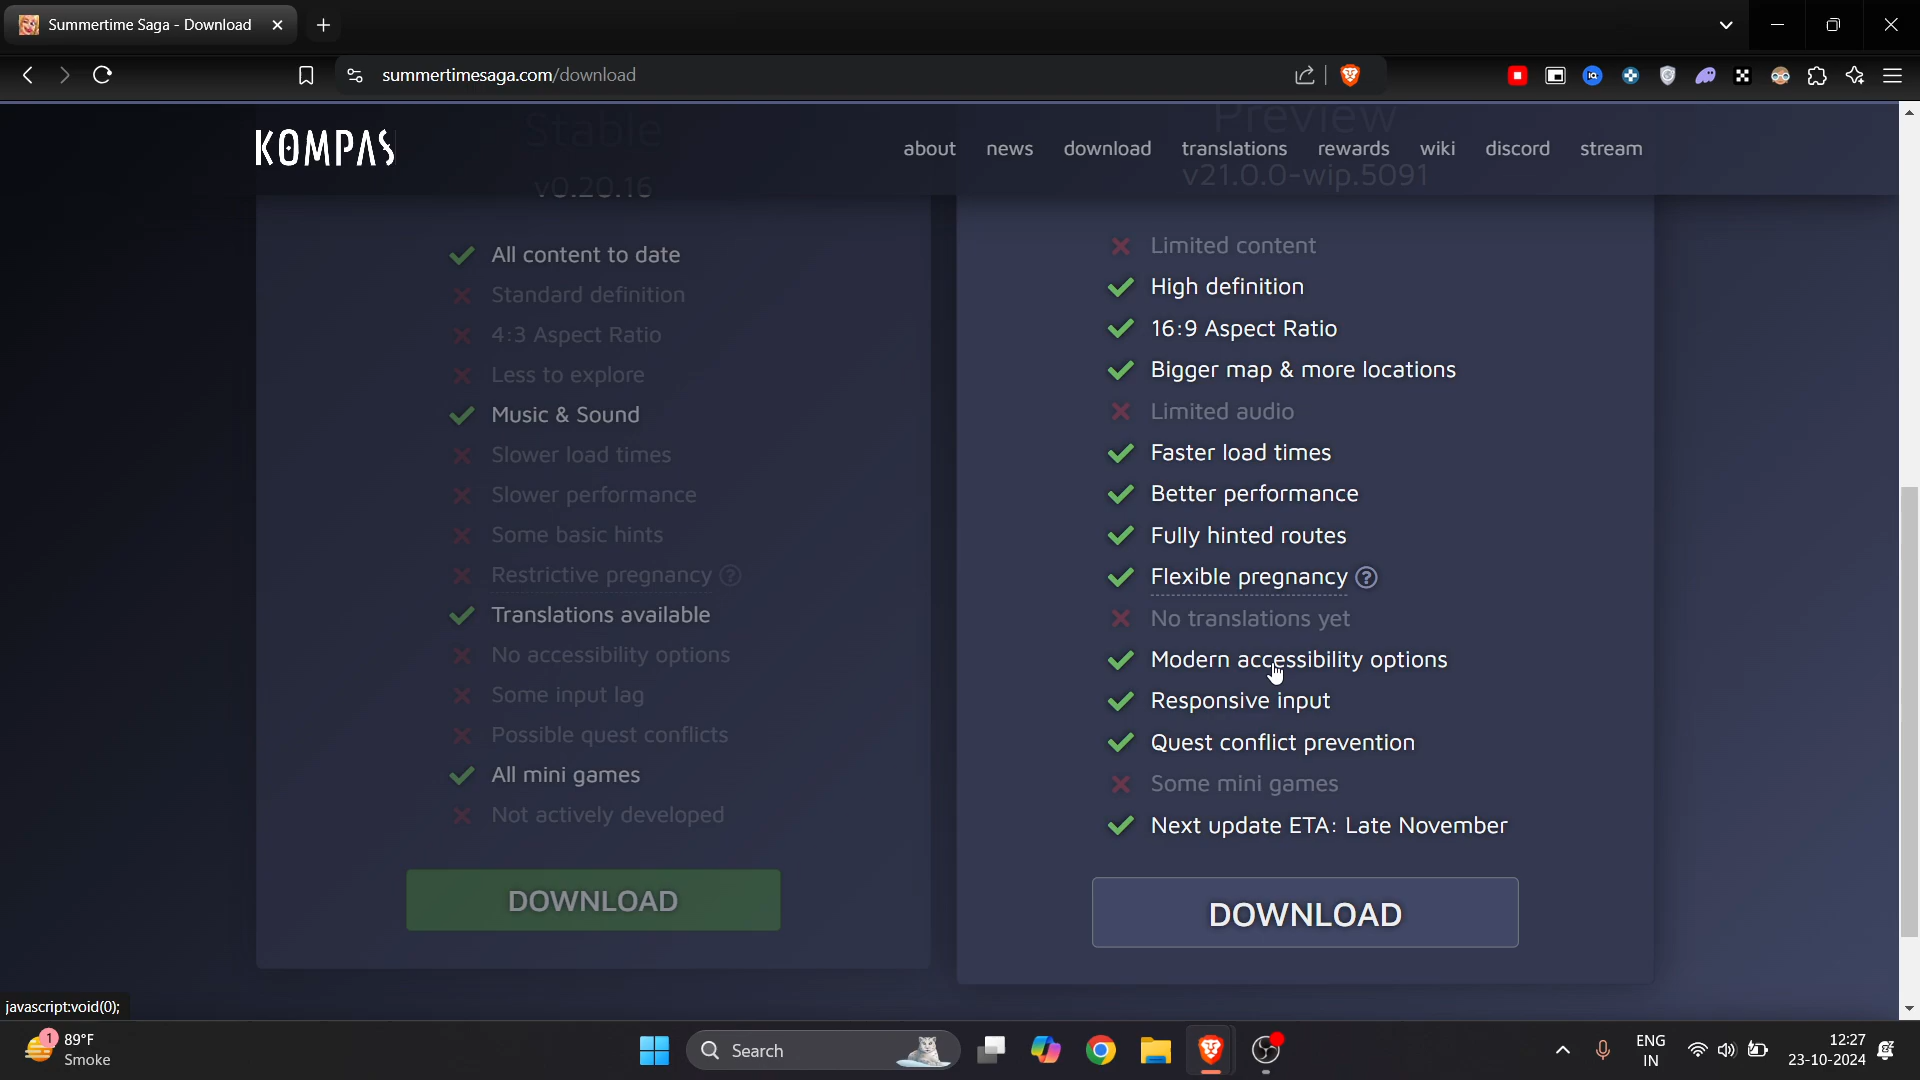 Summertime Saga - Download
summertimesaga.com/download
KOMPAS
about news download translations rewards wiki discord stream
Stable
v0.20.16
All content to date
Standard definition
4:3 Aspect Ratio
Less to explore
Music & Sound
Slower load times
Slower performance
Some basic hints
Restrictive pregnancy ?
Translations available
No accessibility options
Some input lag
Possible quest conflicts
All mini games
Not actively developed
DOWNLOAD
Preview
v21.0.0-wip.5091
Limited content
High definition
16:9 Aspect Ratio
Bigger map & more locations
Limited audio
Faster load times
Better performance
Fully hinted routes
Flexible pregnancy ?
No translations yet
Modern accessibility options
Responsive input
Quest conflict prevention
Some mini games
Next update ETA: Late November
DOWNLOAD
javascript:void(0);
1
89°F
Smoke
Search
ENG
IN
12:27
23-10-2024